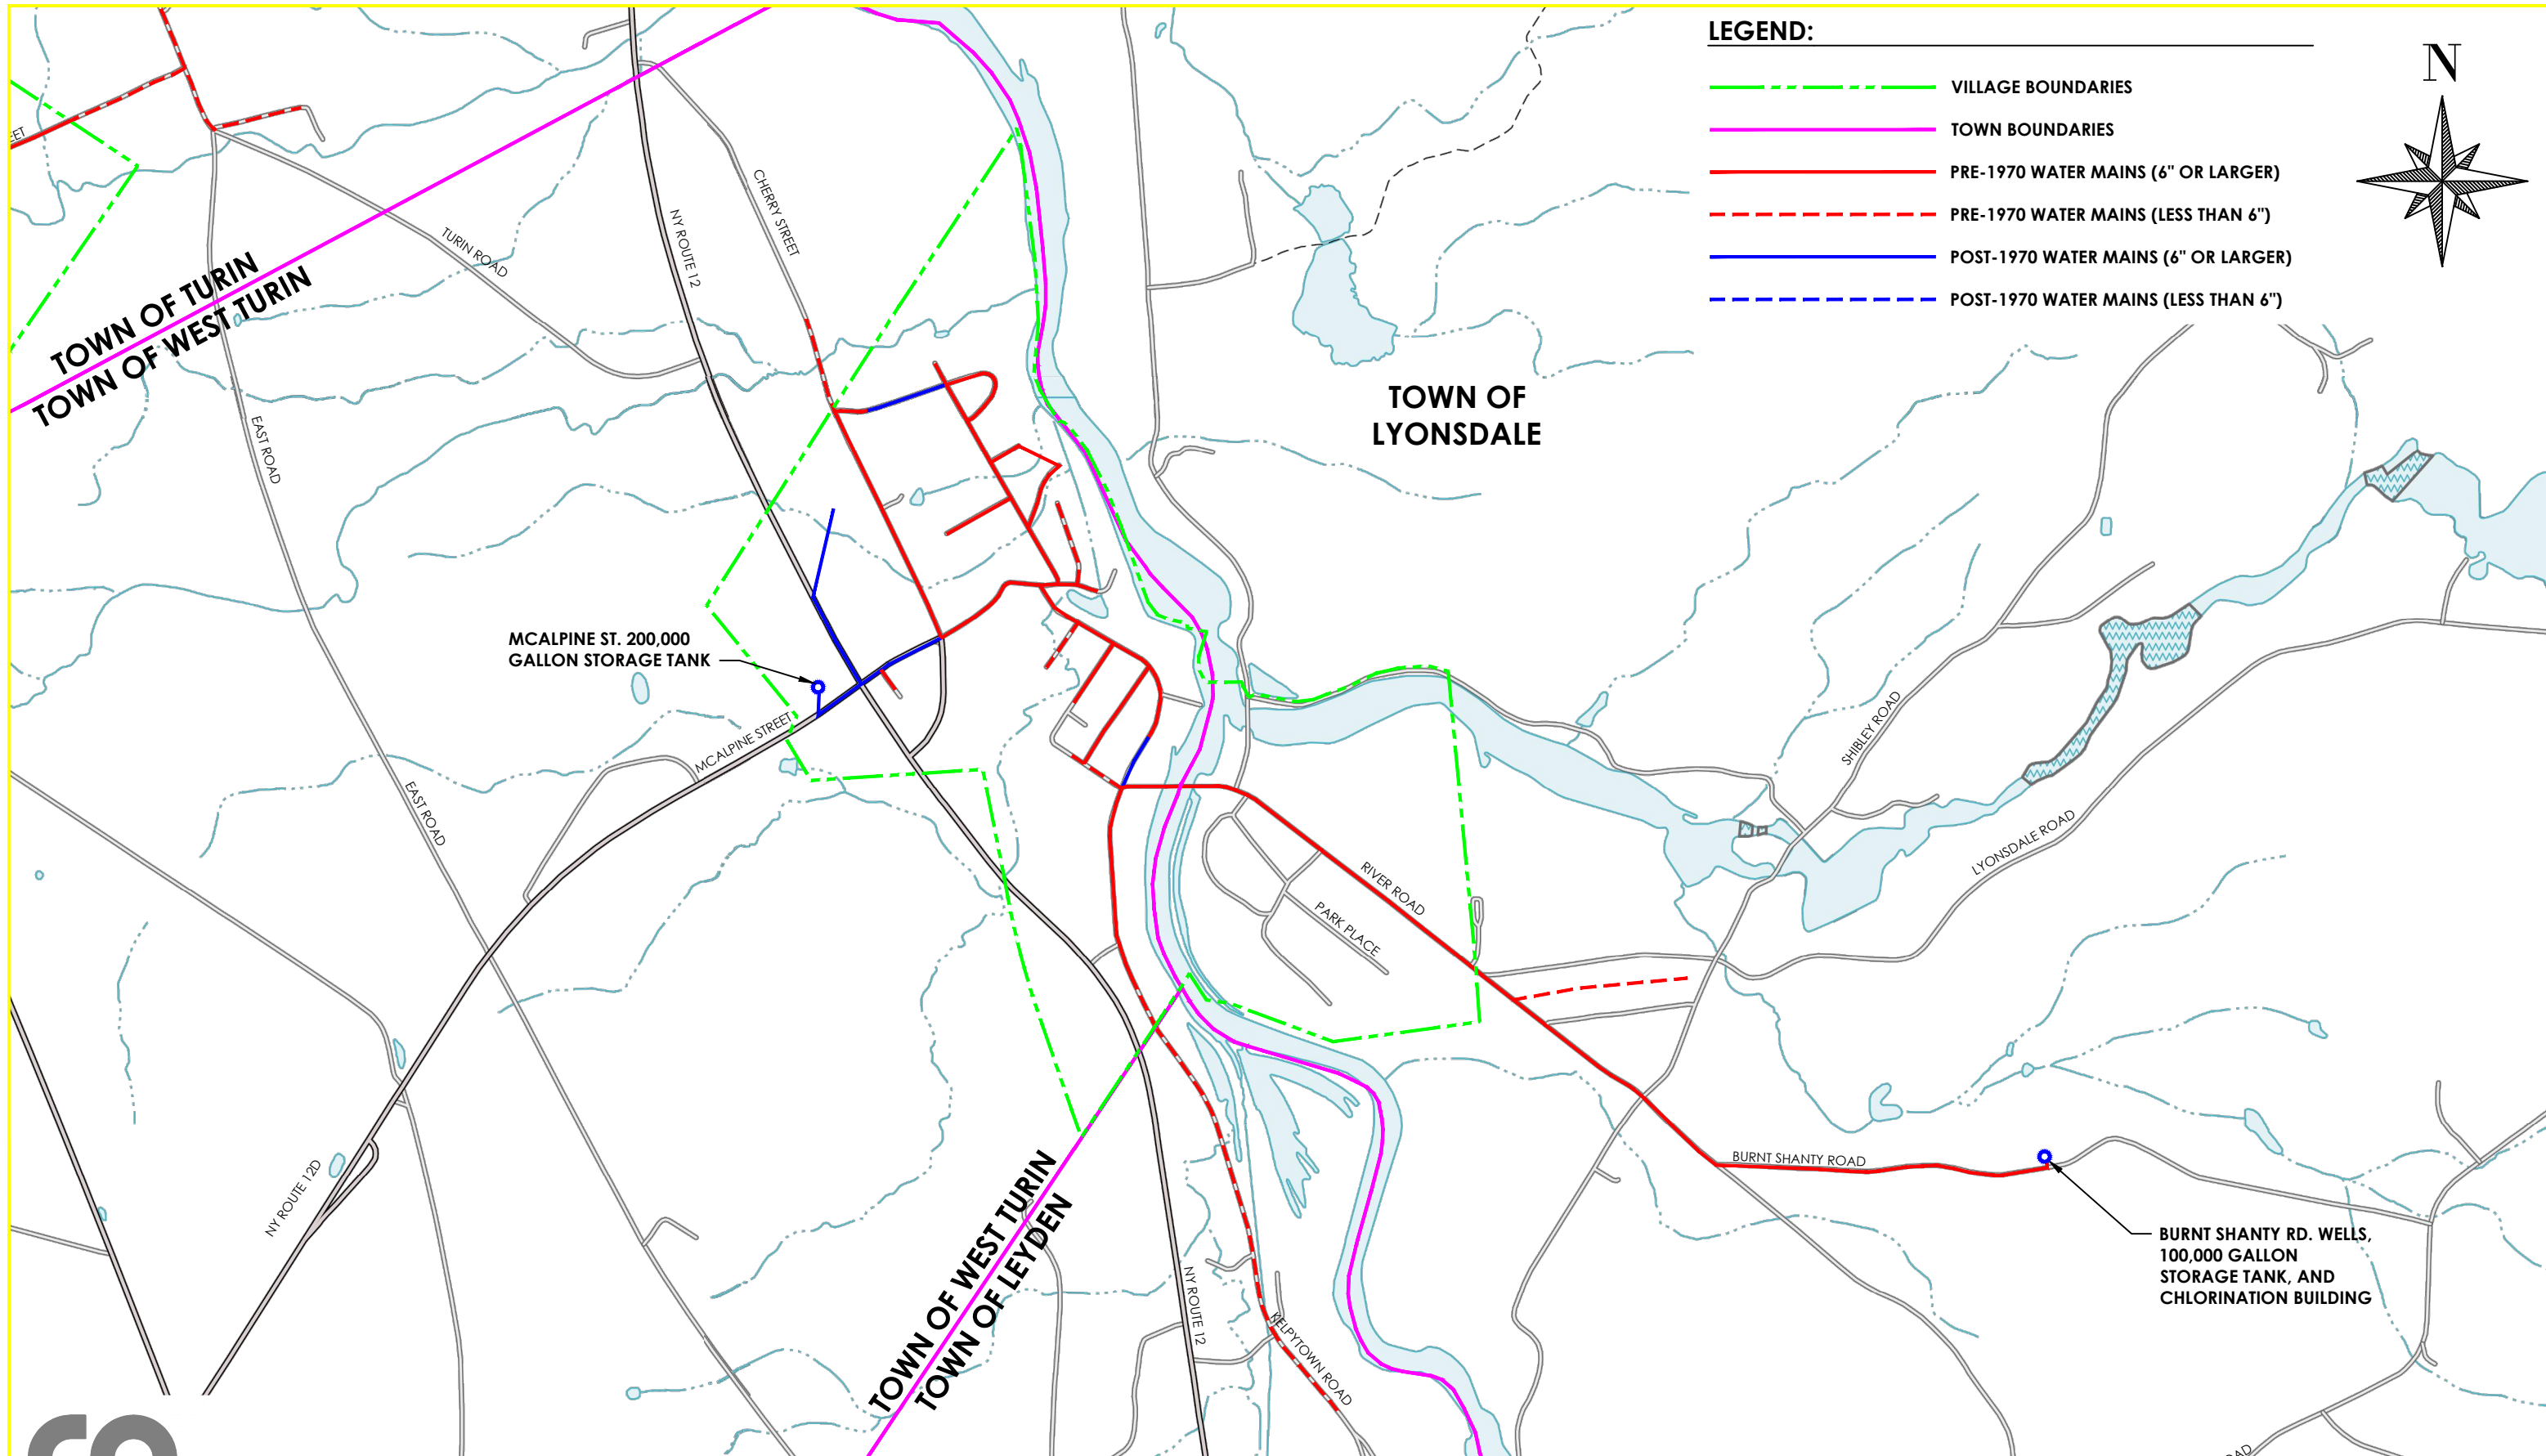 LEGEND:
VILLAGE BOUNDARIES
TOWN BOUNDARIES
PRE-1970 WATER MAINS (6" OR LARGER)
PRE-1970 WATER MAINS (LESS THAN 6")
POST-1970 WATER MAINS (6" OR LARGER)
POST-1970 WATER MAINS (LESS THAN 6")
N
ET
CHERRY STREET
NY ROUTE 12
TURIN ROAD
TOWN OF TURIN
TOWN OF WEST TURIN
EAST ROAD
TOWN OF
LYONSDALE
MCALPINE ST. 200,000
GALLON STORAGE TANK
MCALPINE STREET
EAST ROAD
SHIBLEY ROAD
LYONSDALE ROAD
RIVER ROAD
PARK PLACE
NY ROUTE 12D
TOWN OF WEST TURIN
TOWN OF LEYDEN
NY ROUTE 12
KELPYTOWN ROAD
BURNT SHANTY ROAD
BURNT SHANTY RD. WELLS,
100,000 GALLON
STORAGE TANK, AND
CHLORINATION BUILDING